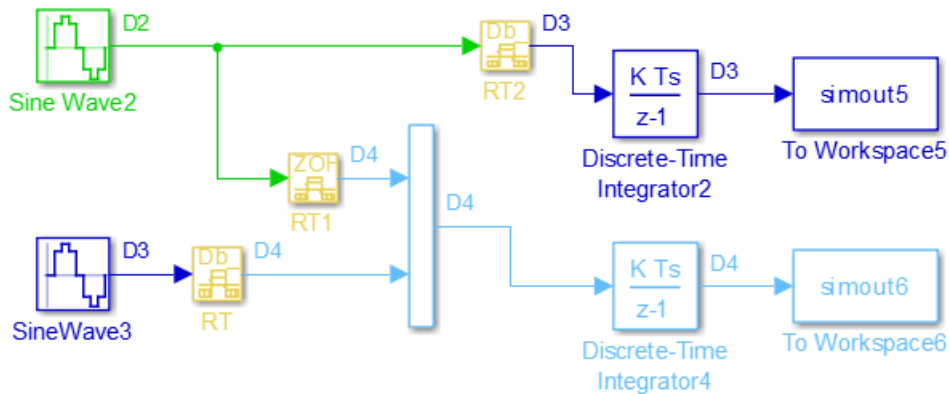 D2
Sine Wave2
Db
RT2
D3
K Ts
z-1
Discrete-Time
Integrator2
D3
simout5
To Workspace5
ZOH
RT1
D4
D4
D3
SineWave3
Db
RT
D4
K Ts
z-1
Discrete-Time
Integrator4
D4
simout6
To Workspace6